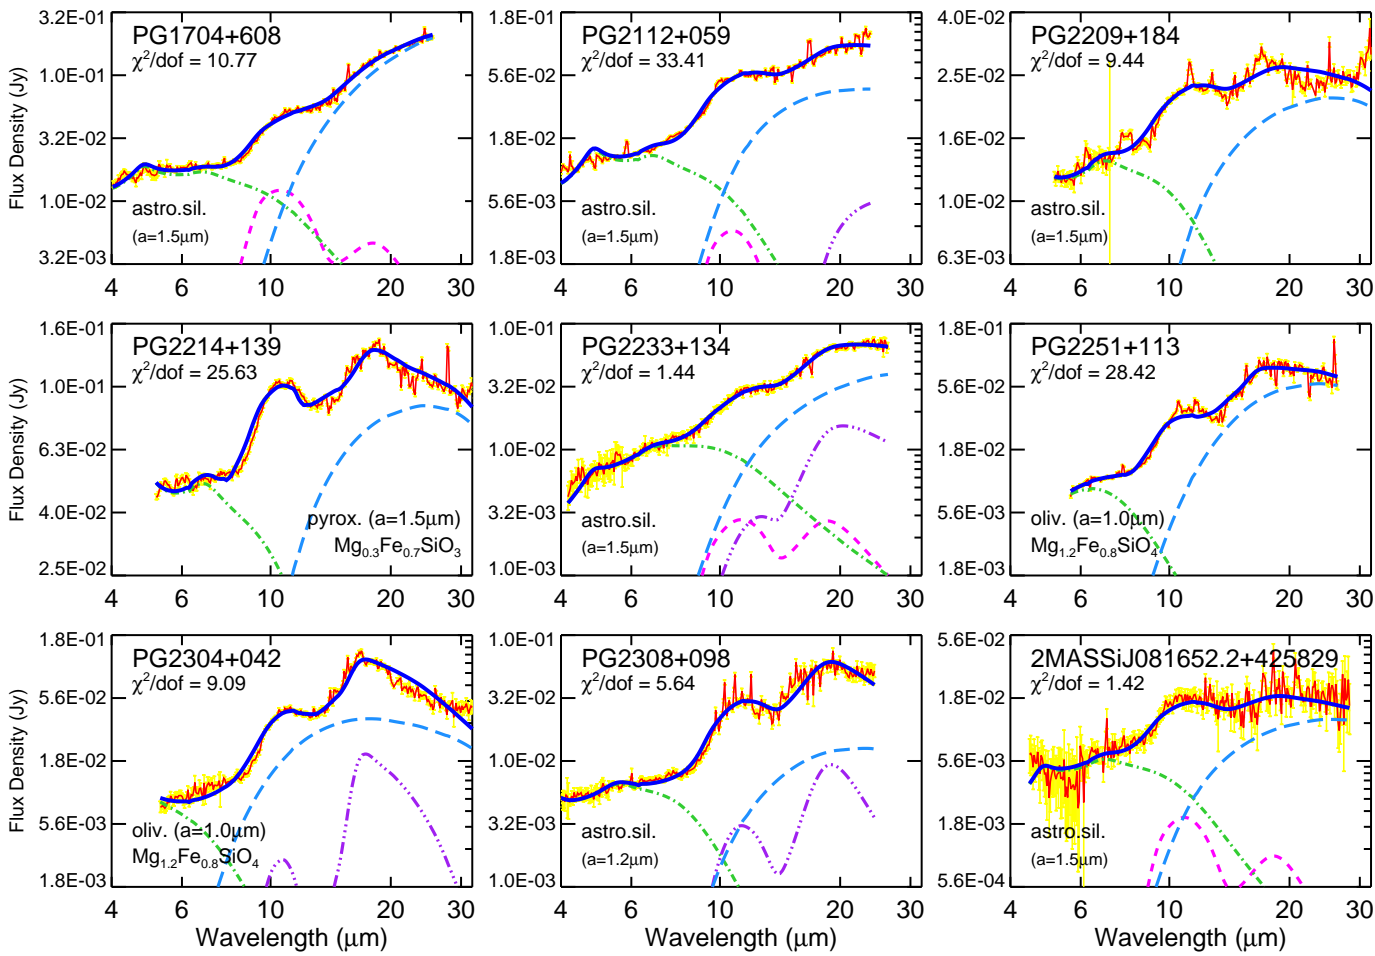 PG1704+608
χ²/dof = 10.77
astro.sil.
(a=1.5μm)
Flux Density (Jy)
3.2E-01
1.0E-01
3.2E-02
1.0E-02
3.2E-03
4 6 10 20 30
PG2112+059
χ²/dof = 33.41
astro.sil.
(a=1.5μm)
1.8E-01
5.6E-02
1.8E-02
5.6E-03
1.8E-03
4 6 10 20 30
PG2209+184
χ²/dof = 9.44
astro.sil.
(a=1.5μm)
4.0E-02
2.5E-02
1.6E-02
1.0E-02
6.3E-03
4 6 10 20 30
PG2214+139
χ²/dof = 25.63
pyrox. (a=1.5μm)
Mg₀.₃Fe₀.₇SiO₃
Flux Density (Jy)
1.6E-01
1.0E-01
6.3E-02
4.0E-02
2.5E-02
4 6 10 20 30
PG2233+134
χ²/dof = 1.44
astro.sil.
(a=1.5μm)
1.0E-01
3.2E-02
1.0E-02
3.2E-03
1.0E-03
4 6 10 20 30
PG2251+113
χ²/dof = 28.42
oliv. (a=1.0μm)
Mg₁.₂Fe₀.₈SiO₄
1.8E-01
5.6E-02
1.8E-02
5.6E-03
1.8E-03
4 6 10 20 30
PG2304+042
χ²/dof = 9.09
oliv. (a=1.0μm)
Mg₁.₂Fe₀.₈SiO₄
Flux Density (Jy)
1.8E-01
5.6E-02
1.8E-02
5.6E-03
1.8E-03
4 6 10 20 30
Wavelength (μm)
PG2308+098
χ²/dof = 5.64
astro.sil.
(a=1.2μm)
1.0E-01
3.2E-02
1.0E-02
3.2E-03
1.0E-03
4 6 10 20 30
Wavelength (μm)
2MASSiJ081652.2+425829
χ²/dof = 1.42
astro.sil.
(a=1.5μm)
5.6E-02
1.8E-02
5.6E-03
1.8E-03
5.6E-04
4 6 10 20 30
Wavelength (μm)